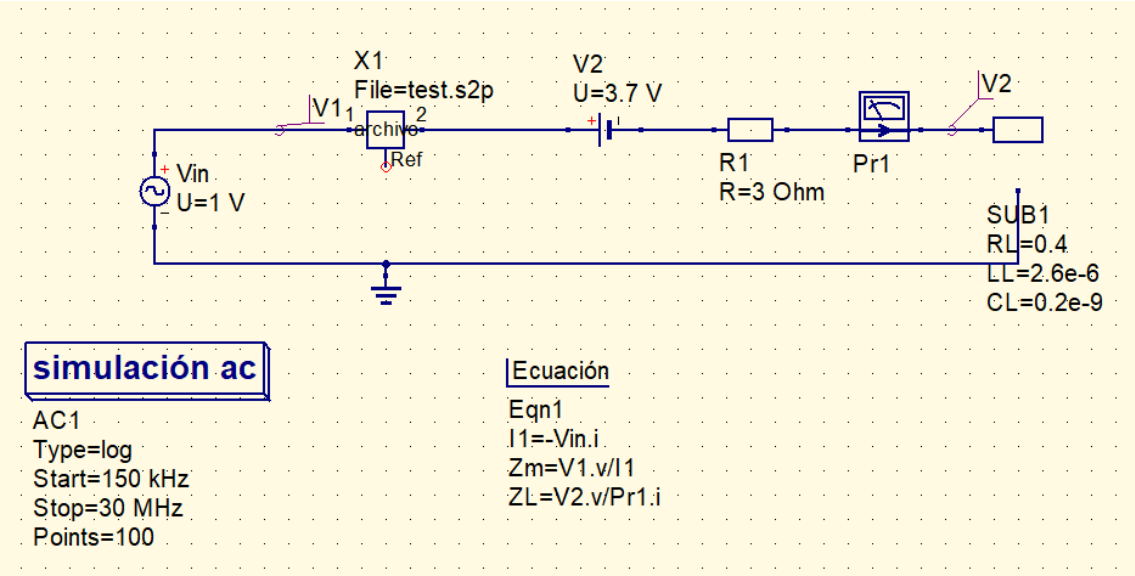 X1
File=test.s2p
V1
1
2
archivo
Ref
V2
U=3.7 V
V2
+
Vin
U=1 V
R1
R=3 Ohm
Pr1
SUB1
RL=0.4
LL=2.6e-6
CL=0.2e-9
simulación ac
AC1
Type=log
Start=150 kHz
Stop=30 MHz
Points=100
Ecuación
Eqn1
I1=-Vin.i
Zm=V1.v/I1
ZL=V2.v/Pr1.i